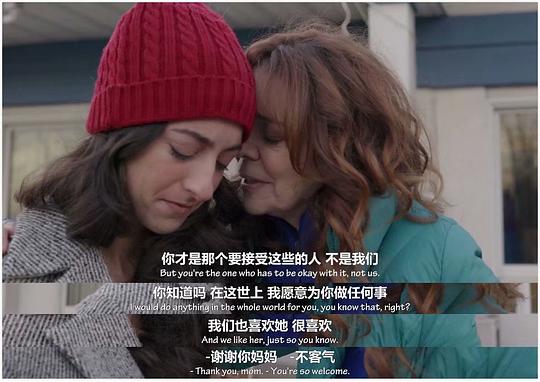 你才是那个要接受这些的人 不是我们
But you're the one who has to be okay with it, not us.
你知道吗 在这世上 我愿意为你做任何事
I would do anything in the whole world for you, you know that, right?
我们也喜欢她 很喜欢
And we like her, just so you know.
-谢谢你妈妈 -不客气
- Thank you, mom. - You're so welcome.